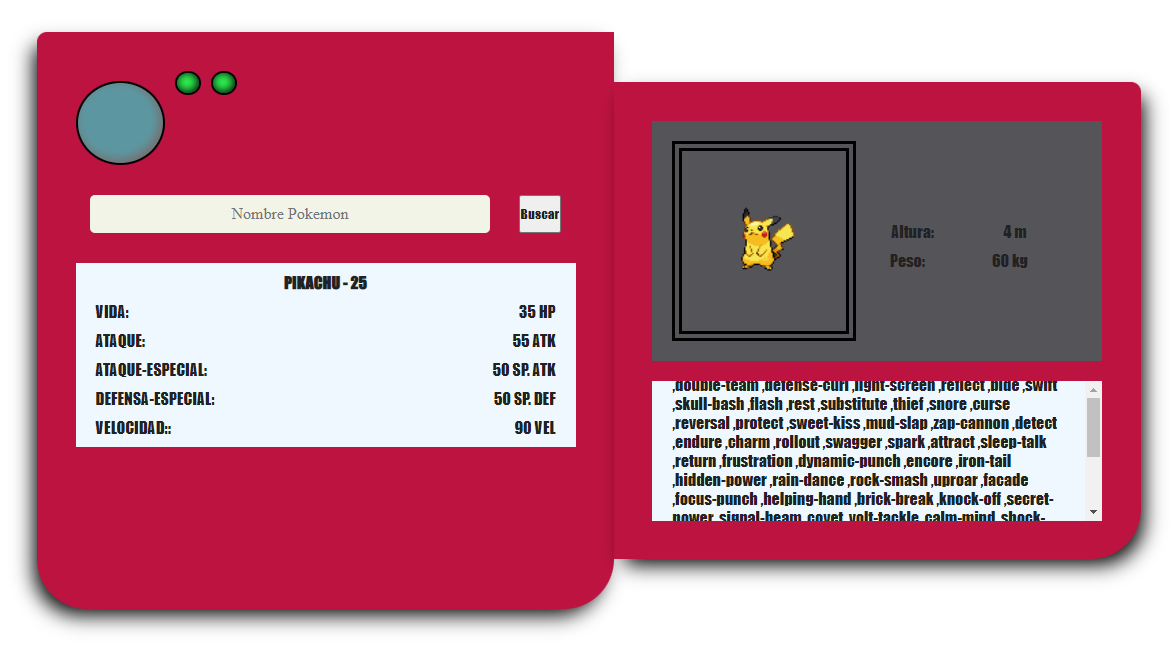 Nombre Pokemon
Buscar
PIKACHU - 25
VIDA: 35 HP
ATAQUE: 55 ATK
ATAQUE-ESPECIAL: 50 SP. ATK
DEFENSA-ESPECIAL: 50 SP. DEF
VELOCIDAD:: 90 VEL
Altura: 4 m
Peso: 60 kg
,double-team ,defense-curl ,light-screen ,reflect ,bide ,swift
,skull-bash ,flash ,rest ,substitute ,thief ,snore ,curse
,reversal ,protect ,sweet-kiss ,mud-slap ,zap-cannon ,detect
,endure ,charm ,rollout ,swagger ,spark ,attract ,sleep-talk
,return ,frustration ,dynamic-punch ,encore ,iron-tail
,hidden-power ,rain-dance ,rock-smash ,uproar ,facade
,focus-punch ,helping-hand ,brick-break ,knock-off ,secret-
power ,signal-beam ,covet ,volt-tackle ,calm-mind ,shock-